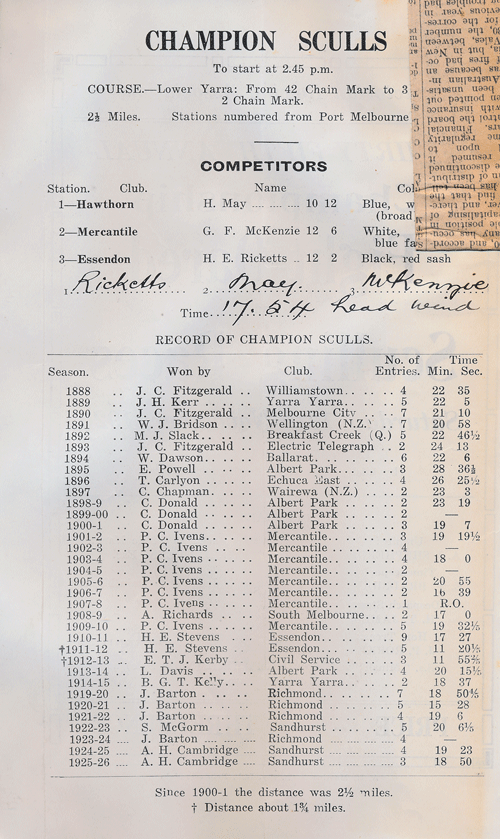 CHAMPION SCULLS
To start at 2.45 p.m.
COURSE.—Lower Yarra: From 42 Chain Mark to 3
2 Chain Mark.
2½ Miles. Stations numbered from Port Melbourne
COMPETITORS
Station. Club. Name Col
1—Hawthorn H. May .... .... .... 10 12 Blue, w
(broad
2—Mercantile G. F. McKenzie 12 6 White,
blue fa
3—Essendon H. E. Ricketts .. 12 2 Black, red sash
1 Ricketts 2 May. 3 McKenzie
Time 17.54 head wind
RECORD OF CHAMPION SCULLS.
Season. Won by Club. No. of Entries. Time Min. Sec.
1888 .. J. C. Fitzgerald .. Williamstown.. .. .. 4 22 35
1889 .. J. H. Kerr .. .. .. Yarra Yarra.. .. .. 5 22 5
1890 .. J. C. Fitzgerald .. Melbourne City .. .. 7 21 10
1891 .. W. J. Bridson .. .. Wellington (N.Z.) .. .. 7 20 58
1892 .. M. J. Slack.. .. .. Breakfast Creek (Q.) 5 22 46½
1893 .. J. C. Fitzgerald .. Electric Telegraph .. 2 24 13
1894 .. W. Dawson.. .. .. Ballarat.. .. .. .. 6 22 6
1895 .. E. Powell .. .. .. Albert Park.. .. .. 3 28 36½
1896 .. T. Carlyon .. .. .. Echuca East .. .. .. 4 26 25½
1897 .. C. Chapman.. .. .. Wairewa (N.Z.) .. .. 2 23 3
1898-9 .. C. Donald .. .. .. Albert Park .. .. .. 2 23 19
1899-00 .. C. Donald .. .. .. Albert Park .. .. .. 2 —
1900-1 .. C. Donald .. .. .. Albert Park .. .. .. 3 19 7
1901-2 .. P. C. Ivens.. .. .. Mercantile.. .. .. .. 3 19 19½
1902-3 .. P. C. Ivens .. .. .. Mercantile.. .. .. .. 4 —
1903-4 .. P. C. Ivens .. .. .. Mercantile.. .. .. .. 4 18 0
1904-5 .. P. C. Ivens .. .. .. Mercantile.. .. .. .. 2 —
1905-6 .. P. C. Ivens .. .. .. Mercantile.. .. .. .. 2 20 55
1906-7 .. P. C. Ivens .. .. .. Mercantile.. .. .. .. 2 16 39
1907-8 .. P. C. Ivens .. .. .. Mercantile.. .. .. .. 1 R.O.
1908-9 .. A. Richards .. .. .. South Melbourne.. .. 2 17 0
1909-10 .. P. C. Ivens .. .. .. Mercantile.. .. .. .. 5 19
1910-11 .. H. E. Stevens .. .. Essendon.. .. .. .. 9 17 27
†1911-12 .. H. E. Stevens .. Essendon.. .. .. .. 5 11
†1912-13 .. E. T. J. Kerby .. Civil Service .. .. .. 3 11
1913-14 .. L. Davis .. .. .. Albert Park .. .. .. 4 20
1914-15 .. B. G. T. Kelly.. .. Yarra Yarra.. .. .. 2 18 37
1919-20 .. J. Barton .. .. .. Richmond.. .. .. .. 7 18
1920-21 .. J. Barton .. .. .. Richmond .. .. .. .. 5 15 28
1921-22 .. J. Barton .. .. .. Richmond .. .. .. .. 4 19 6
1922-23 .. S. McGorm .. .. Sandhurst .. .. .. .. 5 20
1923-24 .... J. Barton .... .... Richmond .... .... .... 4 —
1924-25 .... A. H. Cambridge .... Sandhurst .... .... .... 4 19 23
1925-26 .... A. H. Cambridge .... Sandhurst .... .... .... 3 18 50
Since 1900-1 the distance was 2½ miles.
† Distance about 1¾ miles.